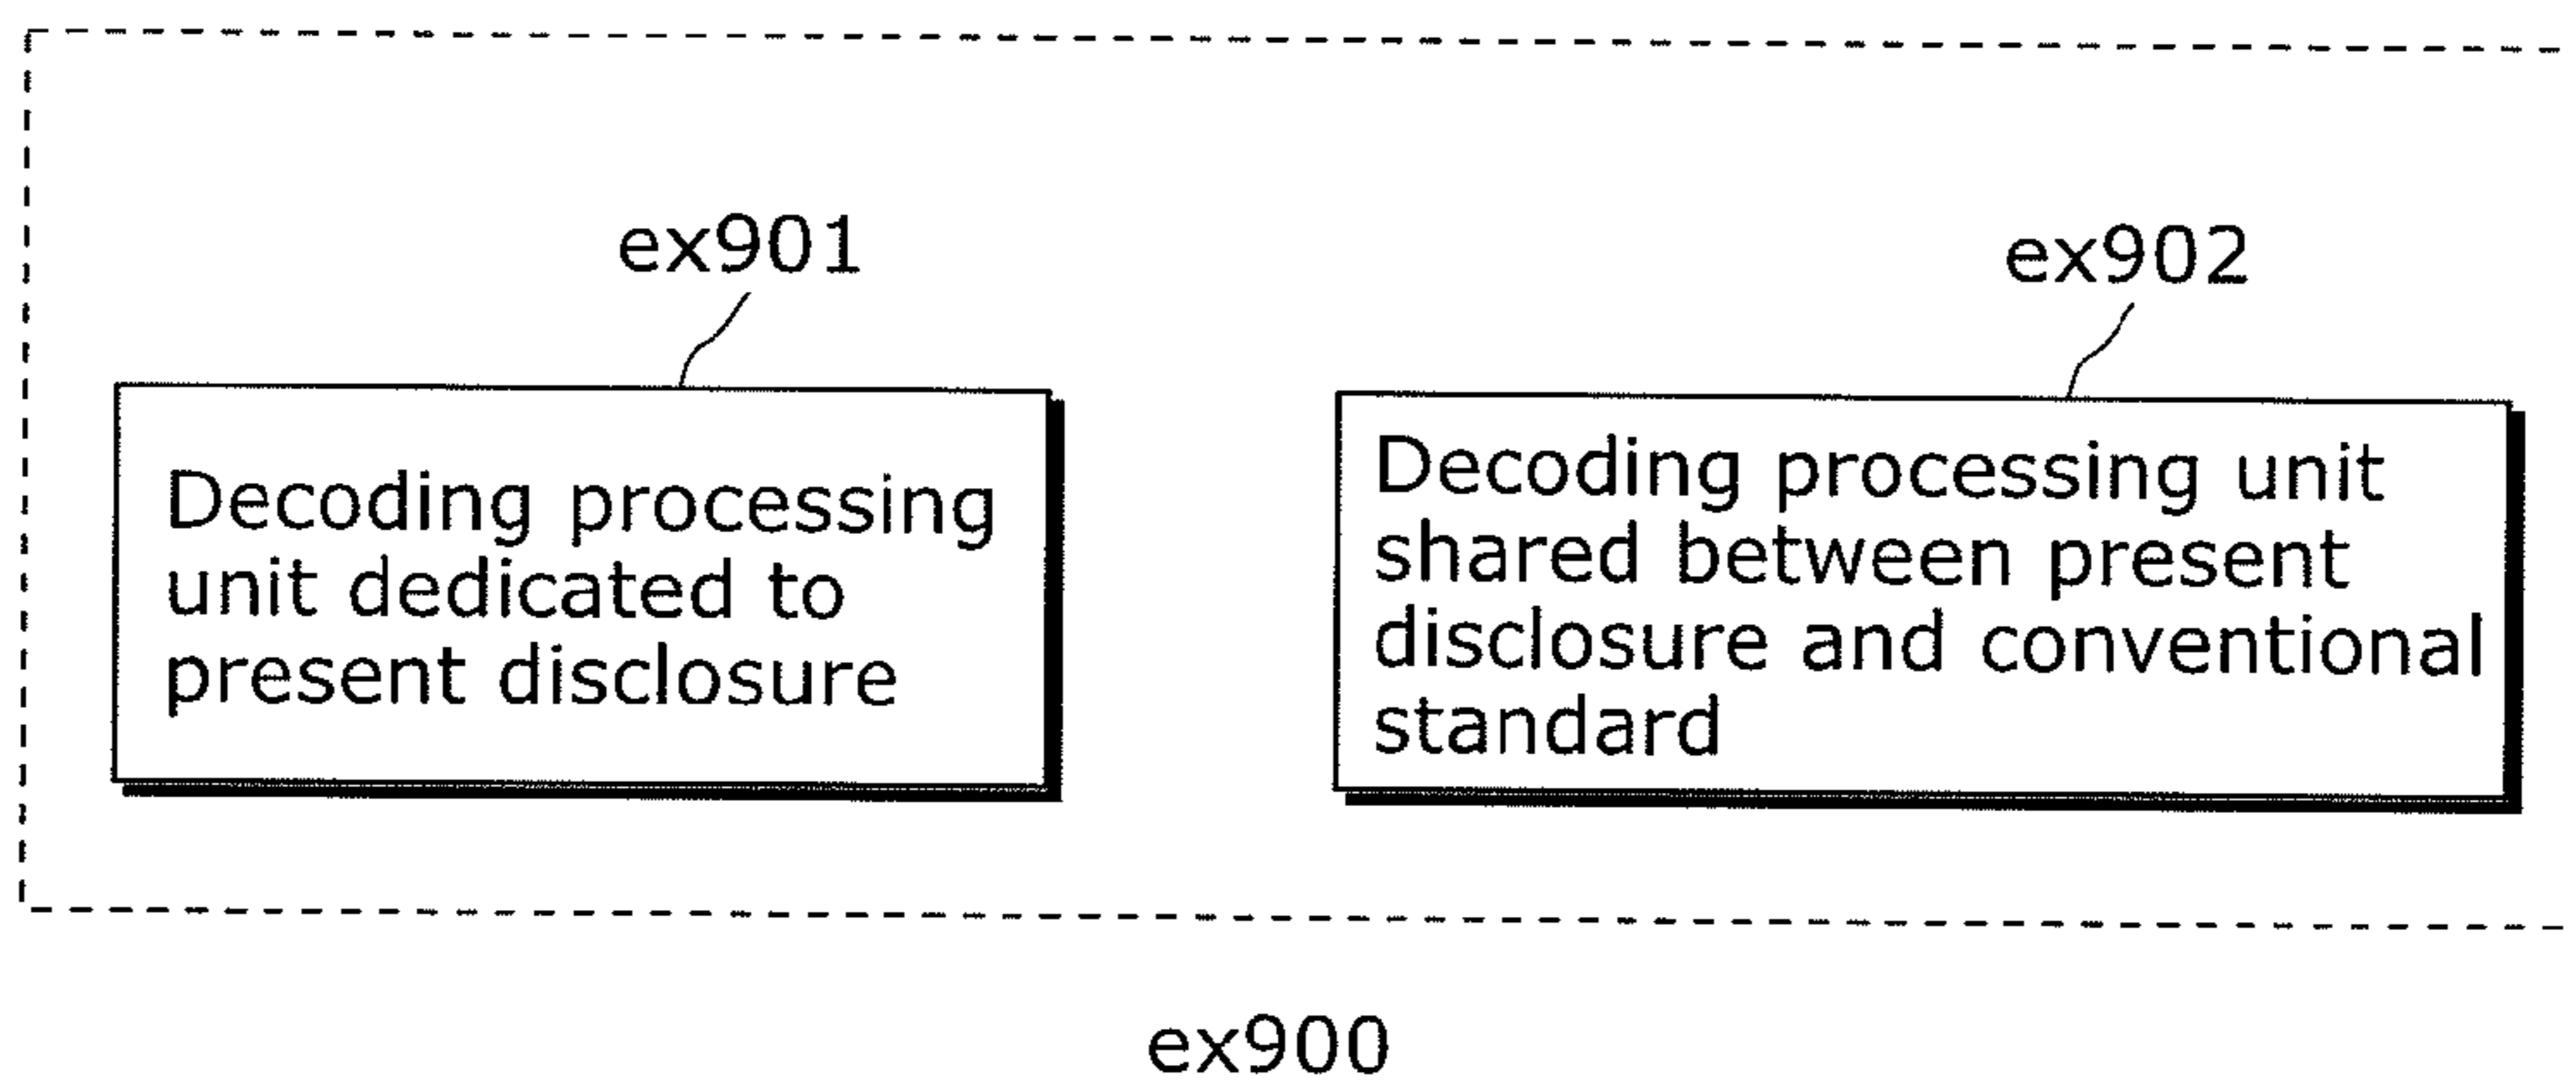 ex901
ex902
Decoding processing
unit dedicated to
present disclosure
Decoding processing unit
shared between present
disclosure and conventional
standard
ex900